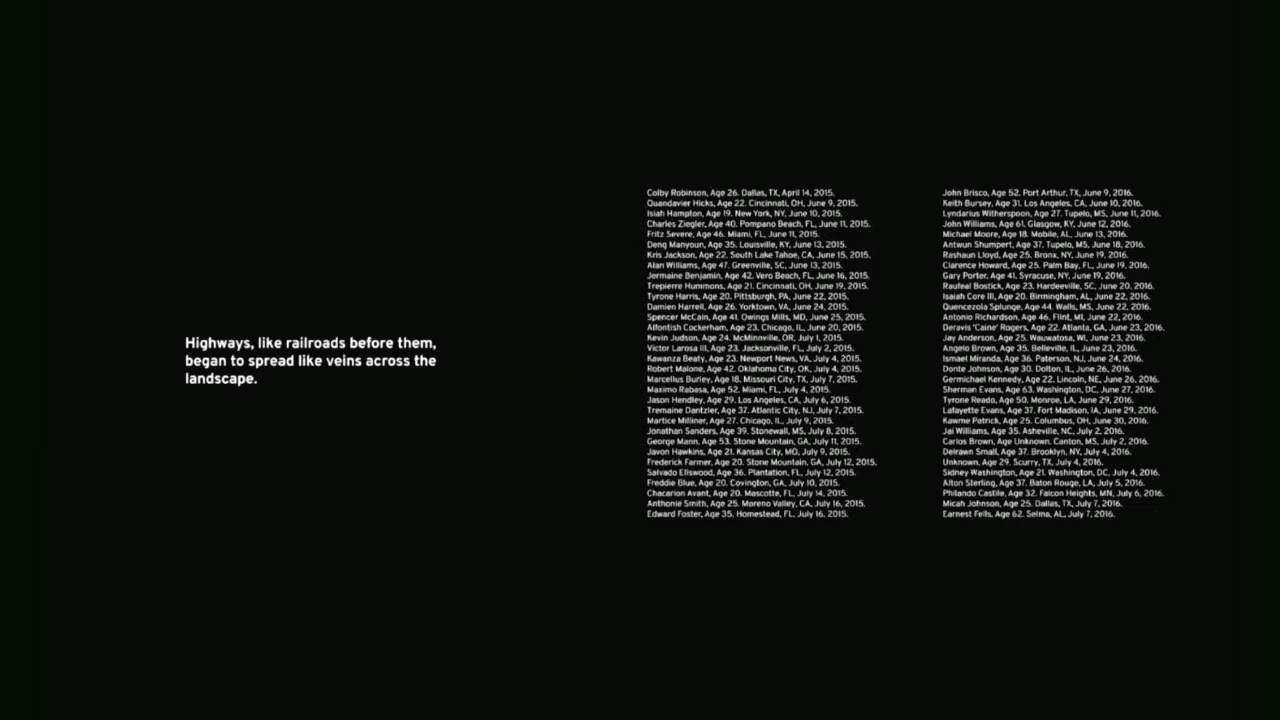 Highways, like railroads before them,
began to spread like veins across the
landscape.
Colby Robinson, Age 26. Dallas, TX, April 14, 2015.
Quandavier Hicks, Age 22. Cincinnati, OH, June 9, 2015.
Isiah Hampton, Age 19. New York, NY, June 10, 2015.
Charles Ziegler, Age 40. Pompano Beach, FL, June 11, 2015.
Fritz Severe, Age 46. Miami, FL, June 11, 2015.
Deng Manyoun, Age 35. Louisville, KY, June 13, 2015.
Kris Jackson, Age 22. South Lake Tahoe, CA, June 15, 2015.
Alan Williams, Age 47. Greenville, SC, June 13, 2015.
Jermaine Benjamin, Age 42. Vero Beach, FL, June 16, 2015.
Trepierre Hummons, Age 21. Cincinnati, OH, June 19, 2015.
Tyrone Harris, Age 20. Pittsburgh, PA, June 22, 2015.
Damien Harrell, Age 26. Yorktown, VA, June 24, 2015.
Spencer McCain, Age 41. Owings Mills, MD, June 25, 2015.
Alfontish Cockerham, Age 23. Chicago, IL, June 20, 2015.
Kevin Judson, Age 24. McMinnville, OR, July 1, 2015.
Victor Larosa III, Age 23. Jacksonville, FL, July 2, 2015.
Kawanza Beaty, Age 23. Newport News, VA, July 4, 2015.
Robert Malone, Age 42. Oklahoma City, OK, July 4, 2015.
Marcellus Burley, Age 18. Missouri City, TX, July 7, 2015.
Maximo Rabasa, Age 52. Miami, FL, July 4, 2015.
Jason Hendley, Age 29. Los Angeles, CA, July 6, 2015.
Tremaine Dantzler, Age 37. Atlantic City, NJ, July 7, 2015.
Martice Milliner, Age 27. Chicago, IL, July 9, 2015.
Jonathan Sanders, Age 39. Stonewall, MS, July 8, 2015.
George Mann, Age 53. Stone Mountain, GA, July 11, 2015.
Javon Hawkins, Age 21. Kansas City, MO, July 9, 2015.
Frederick Farmer, Age 20. Stone Mountain, GA, July 12, 2015.
Salvado Ellswood, Age 36. Plantation, FL, July 12, 2015.
Freddie Blue, Age 20. Covington, GA, July 10, 2015.
Chacarion Avant, Age 20. Mascotte, FL, July 14, 2015.
Anthonie Smith, Age 25. Moreno Valley, CA, July 16, 2015.
Edward Foster, Age 35. Homestead, FL, July 16, 2015.
John Brisco, Age 52. Port Arthur, TX, June 9, 2016.
Keith Bursey, Age 31. Los Angeles, CA, June 10, 2016.
Lyndarius Witherspoon, Age 27. Tupelo, MS, June 11, 2016.
John Williams, Age 61. Glasgow, KY, June 12, 2016.
Michael Moore, Age 18. Mobile, AL, June 13, 2016.
Antwun Shumpert, Age 37. Tupelo, MS, June 18, 2016.
Rashaun Lloyd, Age 25. Bronx, NY, June 19, 2016.
Clarence Howard, Age 25. Palm Bay, FL, June 19, 2016.
Gary Porter, Age 41. Syracuse, NY, June 19, 2016.
Raufeal Bostick, Age 23. Hardeeville, SC, June 20, 2016.
Isaiah Core III, Age 20. Birmingham, AL, June 22, 2016.
Quencezola Splunge, Age 44. Walls, MS, June 22, 2016.
Antonio Richardson, Age 46. Flint, MI, June 22, 2016.
Deravis 'Caine' Rogers, Age 22. Atlanta, GA, June 23, 2016.
Jay Anderson, Age 25. Wauwatosa, WI, June 23, 2016.
Angelo Brown, Age 35. Belleville, IL, June 23, 2016.
Ismael Miranda, Age 36. Paterson, NJ, June 24, 2016.
Donte Johnson, Age 30. Dolton, IL, June 26, 2016.
Germichael Kennedy, Age 22. Lincoln, NE, June 26, 2016.
Sherman Evans, Age 63. Washington, DC, June 27, 2016.
Tyrone Reado, Age 50. Monroe, LA, June 29, 2016.
Lafayette Evans, Age 37. Fort Madison, IA, June 29, 2016.
Kawme Patrick, Age 25. Columbus, OH, June 30, 2016.
Jai Williams, Age 35. Asheville, NC, July 2, 2016.
Carlos Brown, Age Unknown. Canton, MS, July 2, 2016.
Delrawn Small, Age 37. Brooklyn, NY, July 4, 2016.
Unknown, Age 29. Scurry, TX, July 4, 2016.
Sidney Washington, Age 21. Washington, DC, July 4, 2016.
Alton Sterling, Age 37. Baton Rouge, LA, July 5, 2016.
Philando Castile, Age 32. Falcon Heights, MN, July 6, 2016.
Micah Johnson, Age 25. Dallas, TX, July 7, 2016.
Earnest Fells, Age 62. Selma, AL, July 7, 2016.